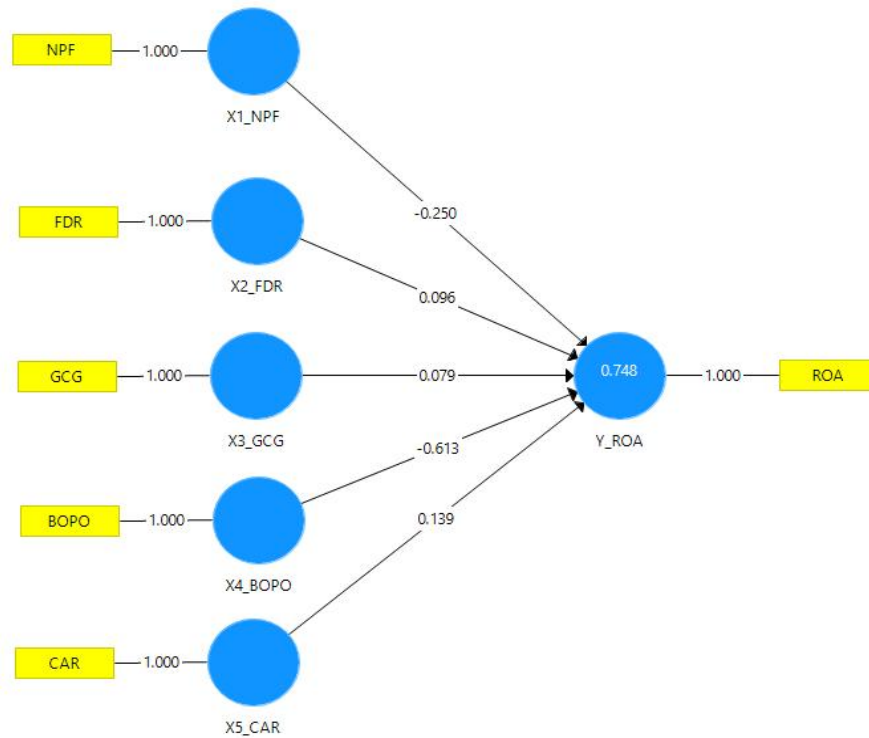 NPF
1.000
X1_NPF
-0.250
FDR
1.000
X2_FDR
0.096
GCG
1.000
X3_GCG
0.079
0.748
Y_ROA
1.000
ROA
BOPO
1.000
X4_BOPO
-0.613
CAR
1.000
X5_CAR
0.139